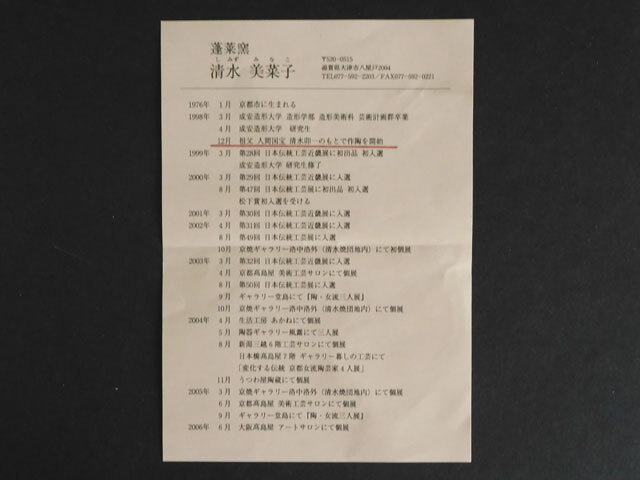 蓬莱窯
しみず みなこ
清水 美菜子
〒520-0515
滋賀県大津市八屋戸2004
TEL077-592-2203/FAX077-592-0221
1976年 1月 京都市に生まれる
1998年 3月 成安造形大学 造形学部 造形美術科 芸術計画群卒業
4月 成安造形大学 研究生
12月 祖父 人間国宝 清水卯一のもとで作陶を開始
1999年 3月 第28回 日本伝統工芸近畿展に初出品 初入選
成安造形大学 研究生修了
2000年 3月 第29回 日本伝統工芸近畿展に入選
8月 第47回 日本伝統工芸展に初出品 初入選
松下賞初入選を受ける
2001年 3月 第30回 日本伝統工芸近畿展に入選
2002年 4月 第31回 日本伝統工芸近畿展に入選
8月 第49回 日本伝統工芸展に入選
10月 京焼ギャラリー洛中洛外（清水焼団地内）にて初個展
2003年 3月 第32回 日本伝統工芸近畿展に入選
4月 京都髙島屋 美術工芸サロンにて個展
8月 第50回 日本伝統工芸展に入選
9月 ギャラリー堂島にて『陶・女流三人展』
10月 京焼ギャラリー洛中洛外（清水焼団地内）にて個展
2004年 4月 生活工房 あかねにて個展
5月 陶器ギャラリー風露にて三人展
8月 新潟三越6階工芸サロンにて個展
日本橋髙島屋7階 ギャラリー暮しの工芸にて
「変化する伝統 京都女流陶芸家4人展」
11月 うつわ屋陶蔵にて個展
2005年 3月 京焼ギャラリー洛中洛外（清水焼団地内）にて個展
6月 京都髙島屋 美術工芸サロンにて個展
9月 ギャラリー堂島にて『陶・女流三人展』
2006年 6月 大阪髙島屋 アートサロンにて個展